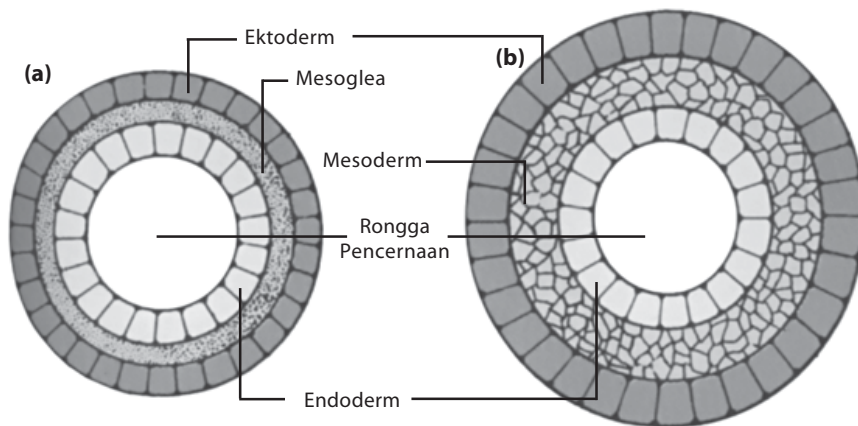 Ektoderm
(a)
(b)
Mesoglea
Mesoderm
Rongga
Pencernaan
Endoderm